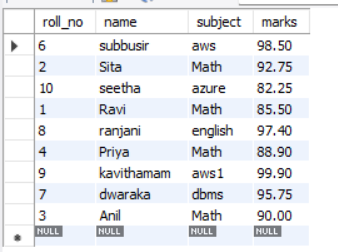 roll_no name subject marks
6 subbusir aws 98.50
2 Sita Math 92.75
10 seetha azure 82.25
1 Ravi Math 85.50
8 ranjani english 97.40
4 Priya Math 88.90
9 kavithamam aws1 99.90
7 dwaraka dbms 95.75
3 Anil Math 90.00
NULL NULL NULL NULL